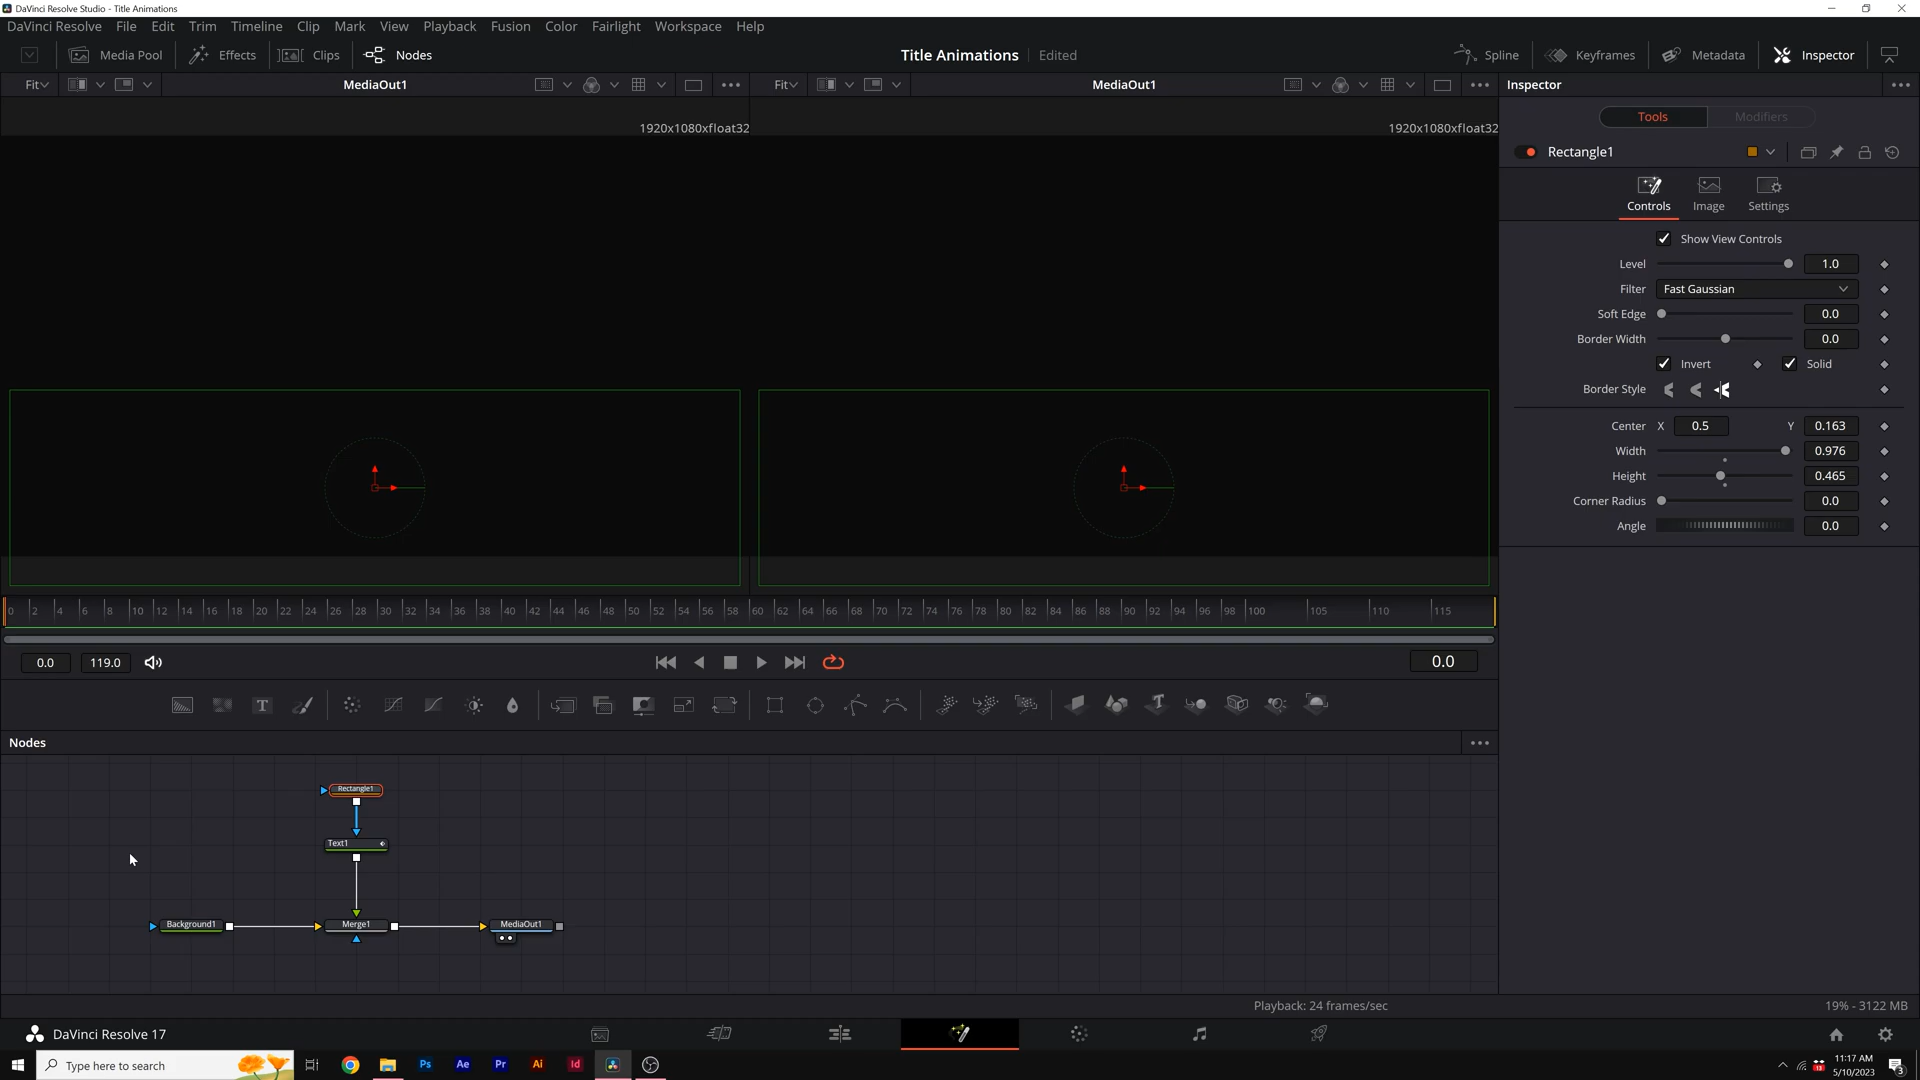 DaVinci Resolve Studio - Title Animations
DaVinci Resolve File Edit Trim Timeline Clip Mark View Playback Fusion Color Fairlight Workspace Help
Media Pool Effects Clips Nodes Title Animations Edited Spline Keyframes Metadata Inspector
Fit MediaOut1 Fit MediaOut1 Inspector
1920x1080xfloat32 1920x1080xfloat32
Tools Modifiers
Rectangle1
Controls Image Settings
Show View Controls
Level 1.0
Filter Fast Gaussian
Soft Edge 0.0
Border Width 0.0
Invert Solid
Border Style
Center X 0.5 Y 0.163
Width 0.976
Height 0.465
Corner Radius 0.0
Angle 0.0
0 2 4 6 8 10 12 14 16 18 20 22 24 26 28 30 32 34 36 38 40 42 44 46 48 50 52 54 56 58 60 62 64 66 68 70 72 74 76 78 80 82 84 86 88 90 92 94 96 98 100 105 110 115
0.0 119.0 0.0
Nodes
Rectangle1
Text1
Background1 Merge1 MediaOut1
Playback: 24 frames/sec 19% - 3122 MB
DaVinci Resolve 17
Type here to search Ps Ae Pr Ai Id 11:17 AM
5/10/2023